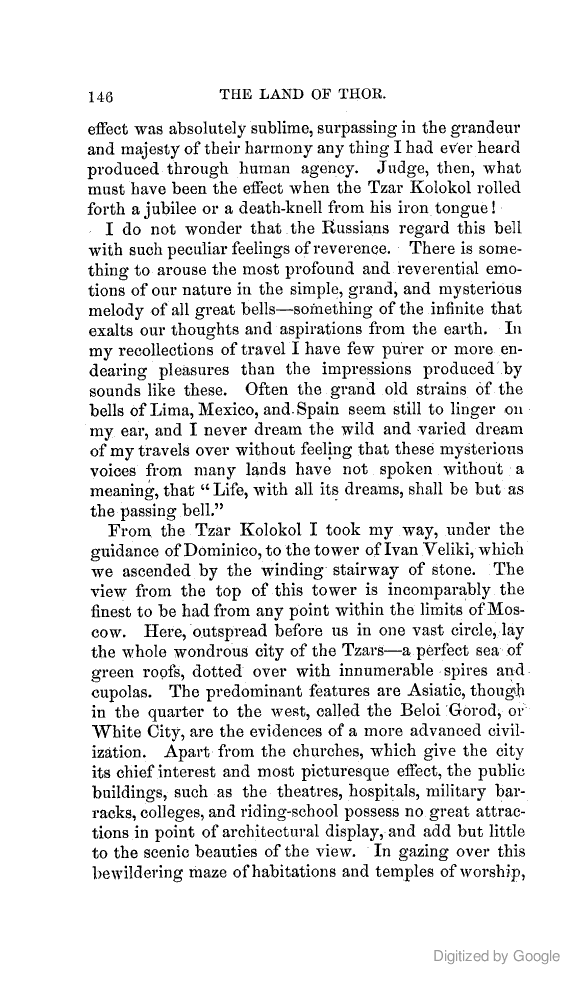 146 THE LAND OF THOR.
effect was absolutely sublime, surpassing in the grandeur
and majesty of their harmony any thing I had ever heard
produced through human agency. Judge, then, what
must have been the effect when the Tzar Kolokol rolled
forth a jubilee or a death-knell from his iron tongue!
I do not wonder that the Russians regard this bell
with such peculiar feelings of reverence. There is some-
thing to arouse the most profound and reverential emo-
tions of our nature in the simple, grand, and mysterious
melody of all great bells—something of the infinite that
exalts our thoughts and aspirations from the earth. In
my recollections of travel I have few purer or more en-
dearing pleasures than the impressions produced by
sounds like these. Often the grand old strains of the
bells of Lima, Mexico, and Spain seem still to linger on
my ear, and I never dream the wild and varied dream
of my travels over without feeling that these mysterious
voices from many lands have not spoken without a
meaning, that “Life, with all its dreams, shall be but as
the passing bell.”
From the Tzar Kolokol I took my way, under the
guidance of Dominico, to the tower of Ivan Veliki, which
we ascended by the winding stairway of stone. The
view from the top of this tower is incomparably the
finest to be had from any point within the limits of Mos-
cow. Here, outspread before us in one vast circle, lay
the whole wondrous city of the Tzars—a perfect sea of
green roofs, dotted over with innumerable spires and
cupolas. The predominant features are Asiatic, though
in the quarter to the west, called the Beloi Gorod, or
White City, are the evidences of a more advanced civil-
ization. Apart from the churches, which give the city
its chief interest and most picturesque effect, the public
buildings, such as the theatres, hospitals, military bar-
racks, colleges, and riding-school possess no great attrac-
tions in point of architectural display, and add but little
to the scenic beauties of the view. In gazing over this
bewildering maze of habitations and temples of worship,
Digitized by Google